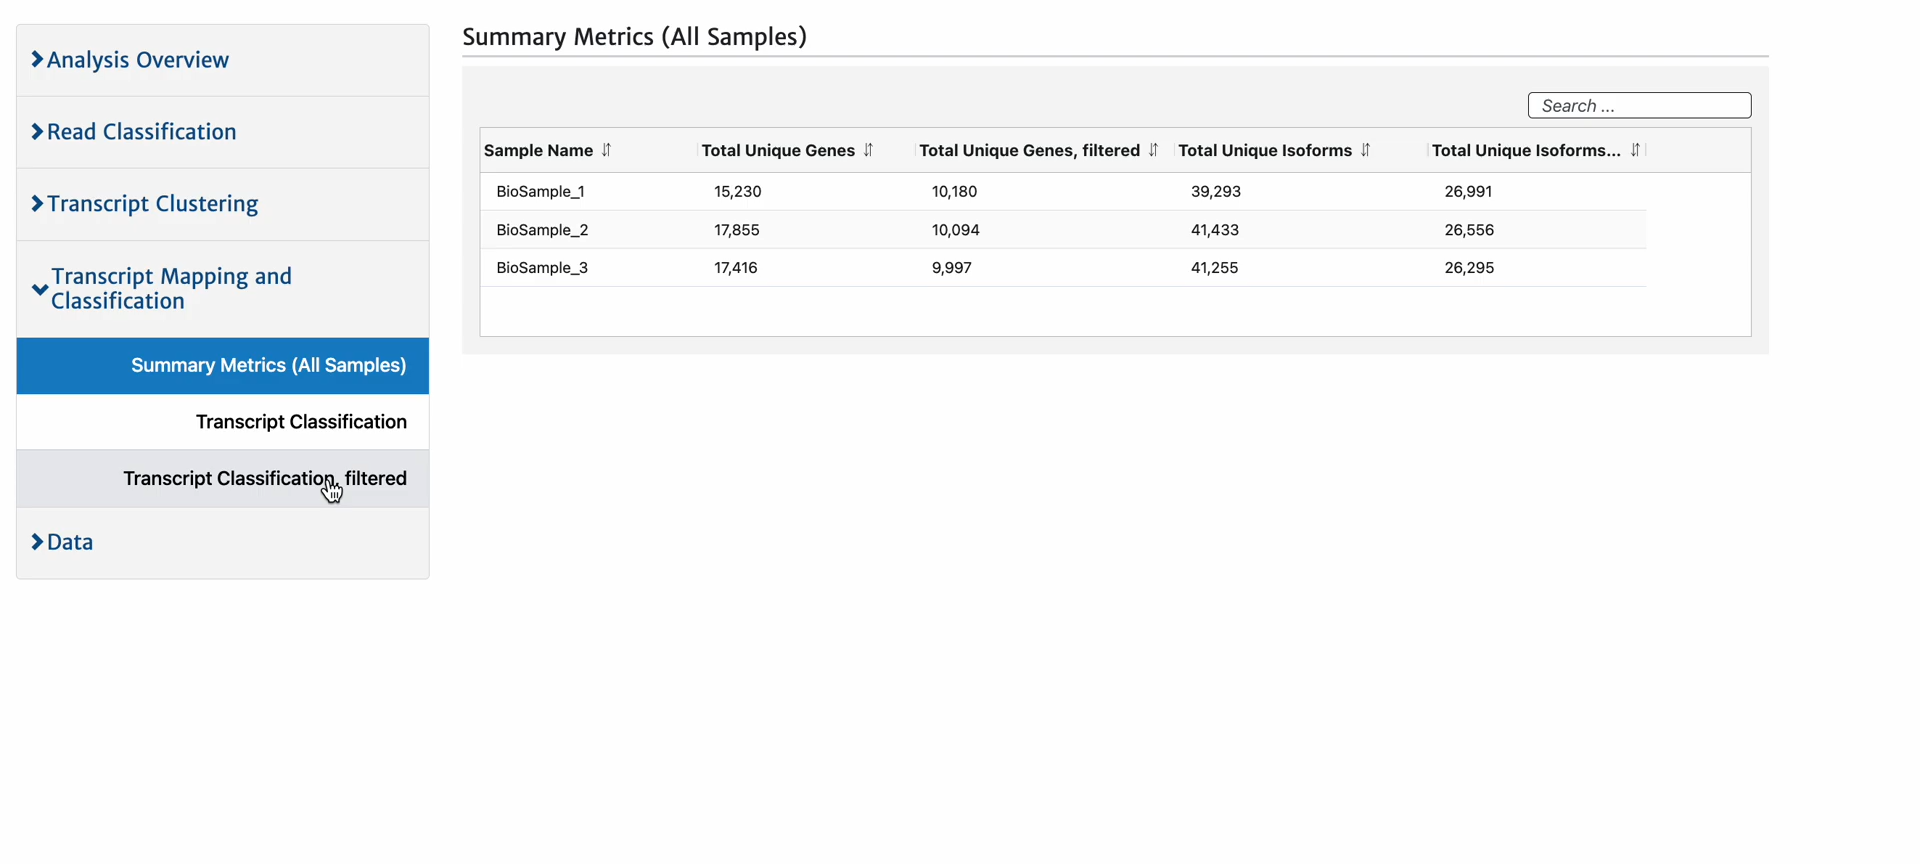 Analysis Overview
Read Classification
Transcript Clustering
Transcript Mapping and
Classification
Summary Metrics (All Samples)
Transcript Classification
Transcript Classification, filtered
Data
Summary Metrics (All Samples)
Search ...
Sample Name Total Unique Genes Total Unique Genes, filtered Total Unique Isoforms Total Unique Isoforms...
BioSample_1 15,230 10,180 39,293 26,991
BioSample_2 17,855 10,094 41,433 26,556
BioSample_3 17,416 9,997 41,255 26,295